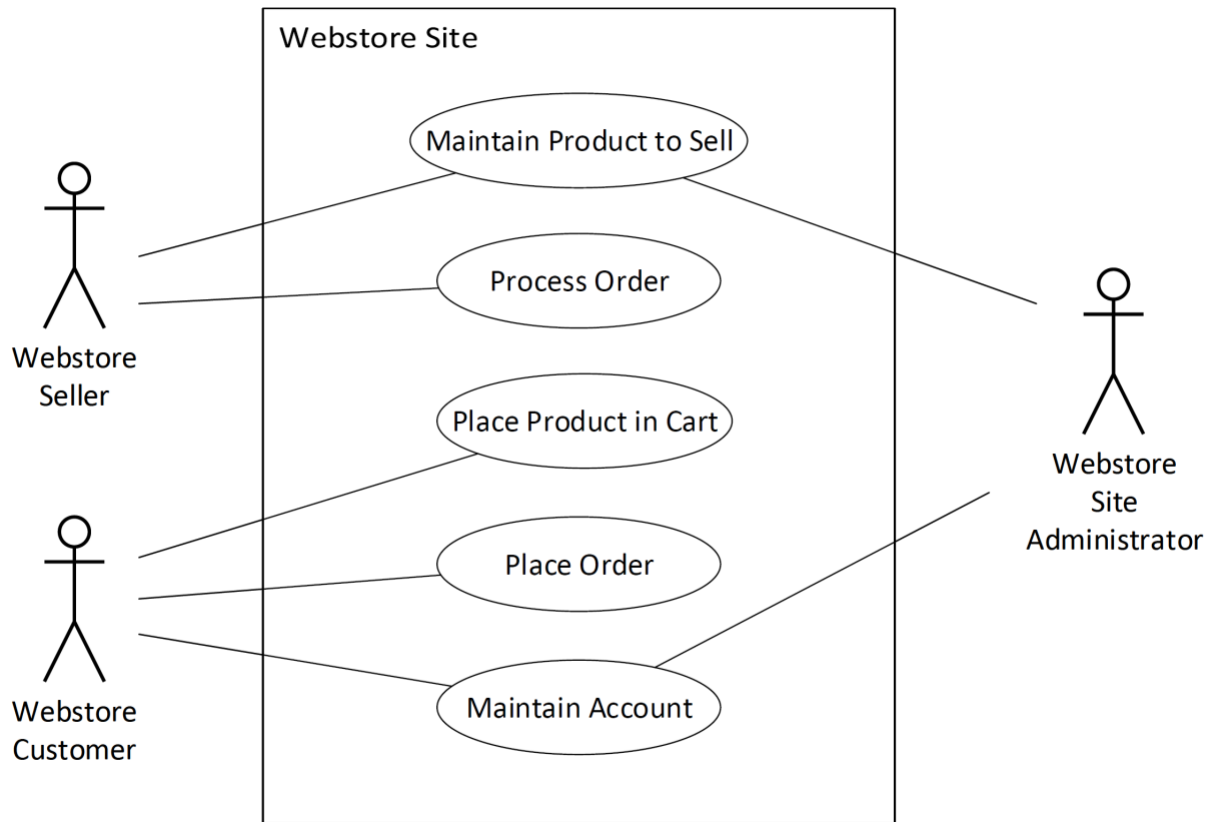 Webstore Site
Maintain Product to Sell
Process Order
Webstore
Seller
Place Product in Cart
Webstore
Site
Administrator
Place Order
Maintain Account
Webstore
Customer